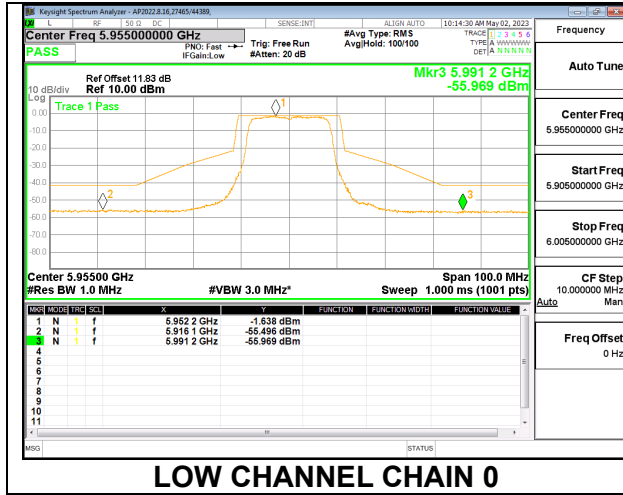 Keysight Spectrum Analyzer - AP2022.8.16,27465/44389,
L RF 50 Ω DC SENSE:INT ALIGN AUTO 10:14:30 AM May 02, 2023
Center Freq 5.955000000 GHz
PASS
PNO: Fast
IFGain:Low
Trig: Free Run
#Atten: 20 dB
#Avg Type: RMS
Avg|Hold: 100/100
TRACE 1 2 3 4 5 6
TYPE A WWWWW
DET A N N N N N
Ref Offset 11.83 dB
10 dB/div Ref 10.00 dBm
Log
Mkr3 5.991 2 GHz
-55.969 dBm
Trace 1 Pass
1
0.00
-10.0
-20.0
-30.0
-40.0
2
3
-50.0
-60.0
-70.0
-80.0
Center 5.95500 GHz Span 100.0 MHz
#Res BW 1.0 MHz #VBW 3.0 MHz* Sweep 1.000 ms (1001 pts)
MKR MODE TRC SCL X Y FUNCTION FUNCTION WIDTH FUNCTION VALUE
1 N 1 f 5.952 2 GHz -1.638 dBm
2 N 1 f 5.916 1 GHz -55.496 dBm
3 N 1 f 5.991 2 GHz -55.969 dBm
4
5
6
7
8
9
10
11
MSG STATUS
Frequency
Auto Tune
Center Freq
5.955000000 GHz
Start Freq
5.905000000 GHz
Stop Freq
6.005000000 GHz
CF Step
10.000000 MHz
Auto Man
Freq Offset
0 Hz
LOW CHANNEL CHAIN 0